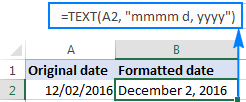 =TEXT(A2, "mmmm d, yyyy")
A B
1 Original date Formatted date
2 12/02/2016 December 2, 2016